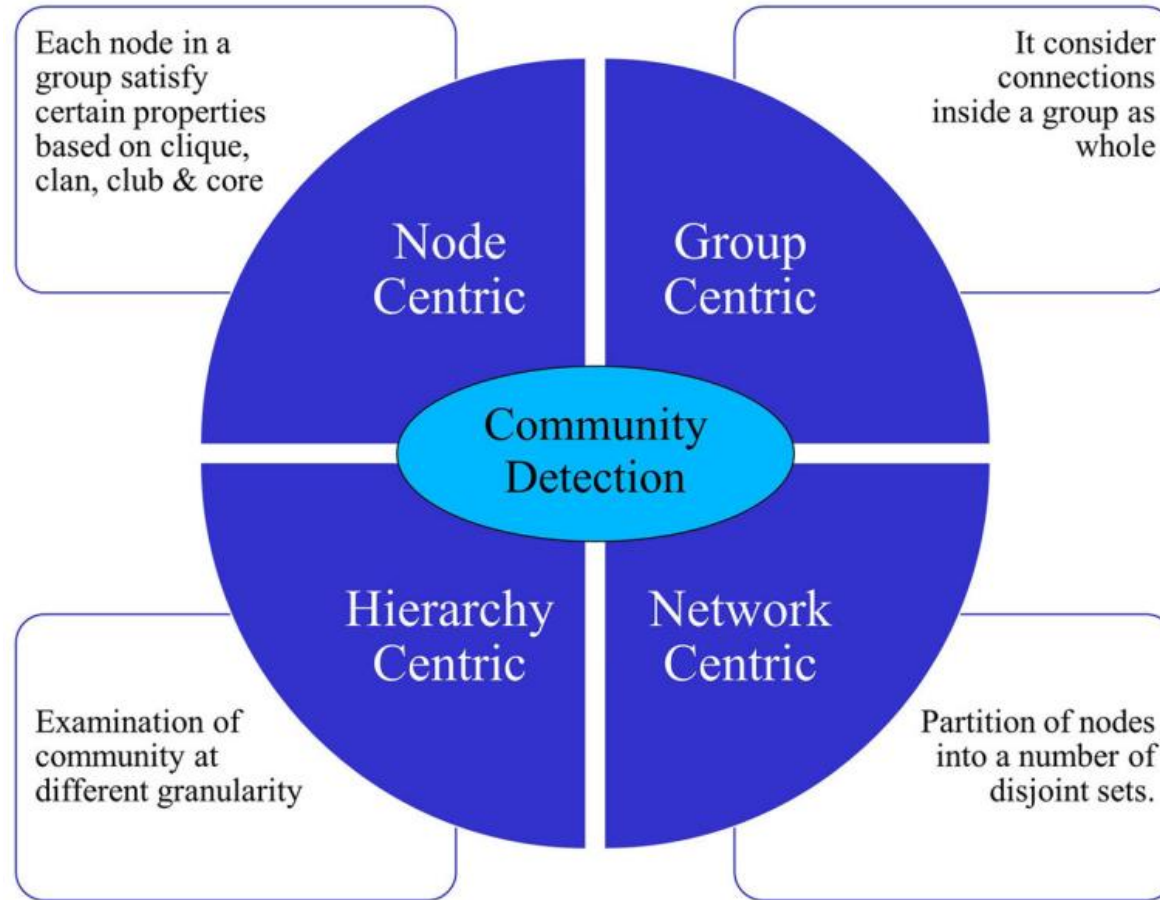 Each node in a
group satisfy
certain properties
based on clique,
clan, club & core
It consider
connections
inside a group as
whole
Node
Centric
Group
Centric
Community
Detection
Hierarchy
Centric
Network
Centric
Examination of
community at
different granularity
Partition of nodes
into a number of
disjoint sets.